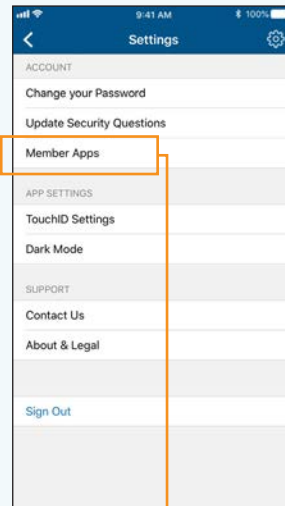 9:41 AM
100%
Settings
ACCOUNT
Change your Password
Update Security Questions
Member Apps
APP SETTINGS
TouchID Settings
Dark Mode
SUPPORT
Contact Us
About & Legal
Sign Out